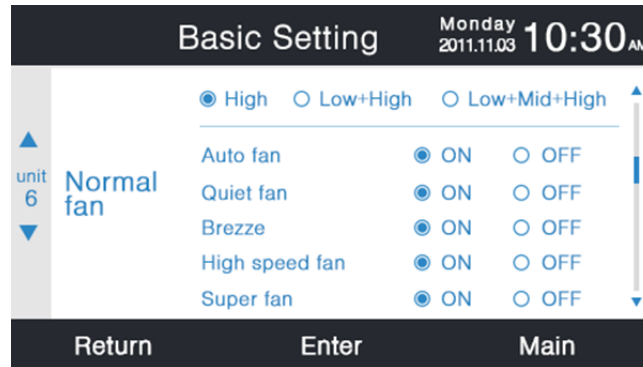 Basic Setting
Monday
2011.11.03 10:30 AM
High Low+High Low+Mid+High
unit
6
Normal
fan
Auto fan ON OFF
Quiet fan ON OFF
Brezze ON OFF
High speed fan ON OFF
Super fan ON OFF
Return Enter Main